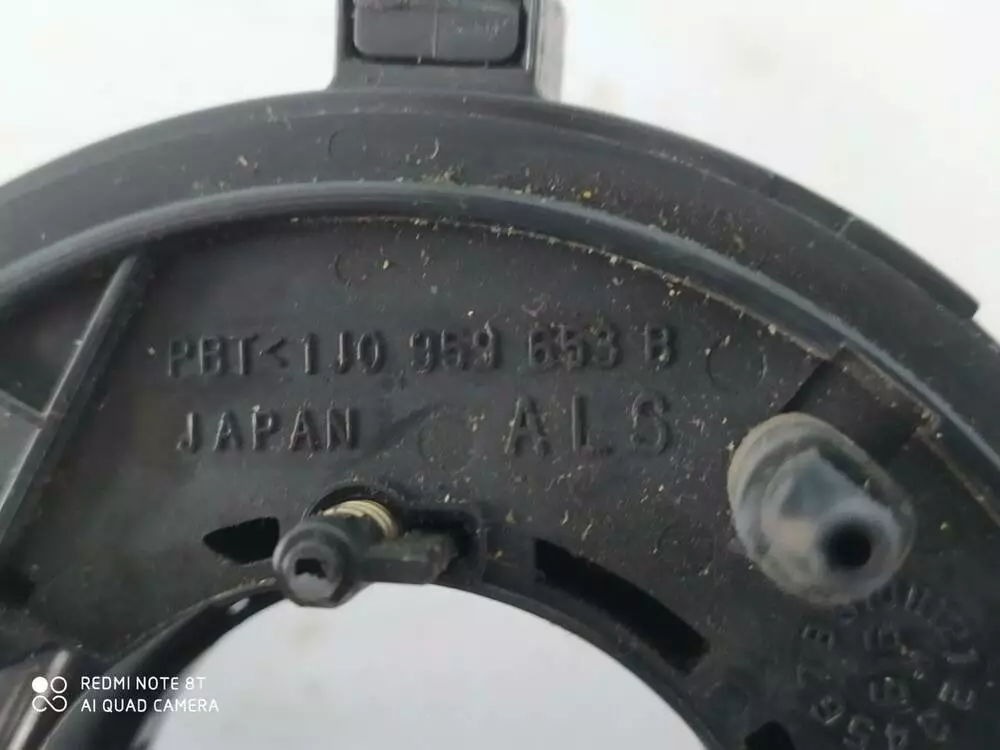 PBT<1J0 959 653 B
JAPAN ALS
REDMI NOTE 8T
AI QUAD CAMERA